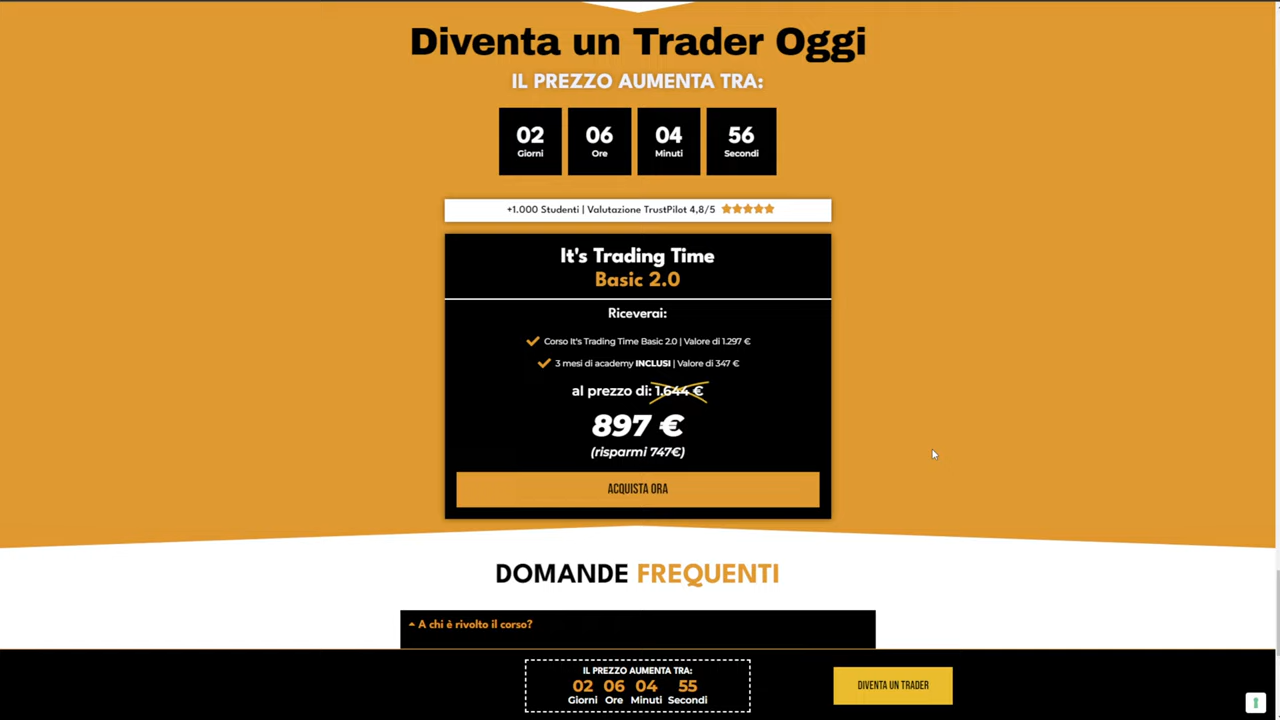 Diventa un Trader Oggi
IL PREZZO AUMENTA TRA:
02 06 04 56
Giorni Ore Minuti Secondi
+1.000 Studenti | Valutazione TrustPilot 4,8/5
It's Trading Time
Basic 2.0
Riceverai:
Corso It's Trading Time Basic 2.0 | Valore di 1.297 €
3 mesi di academy INCLUSI | Valore di 347 €
al prezzo di: 1.644 €
897 €
(risparmi 747€)
ACQUISTA ORA
DOMANDE FREQUENTI
A chi è rivolto il corso?
IL PREZZO AUMENTA TRA:
02 06 04 55
Giorni Ore Minuti Secondi
DIVENTA UN TRADER